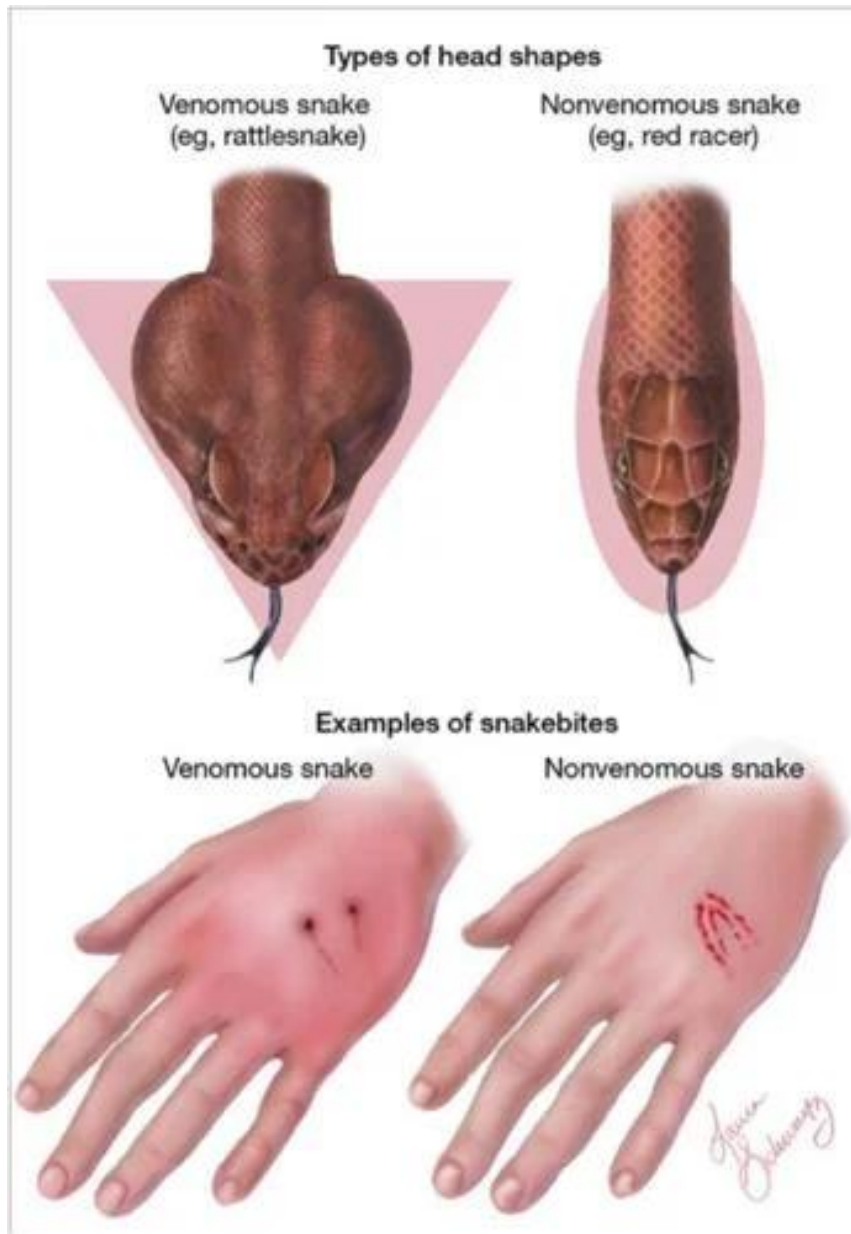 Types of head shapes
Venomous snake
(eg, rattlesnake)
Nonvenomous snake
(eg, red racer)
Examples of snakebites
Venomous snake
Nonvenomous snake
Laura